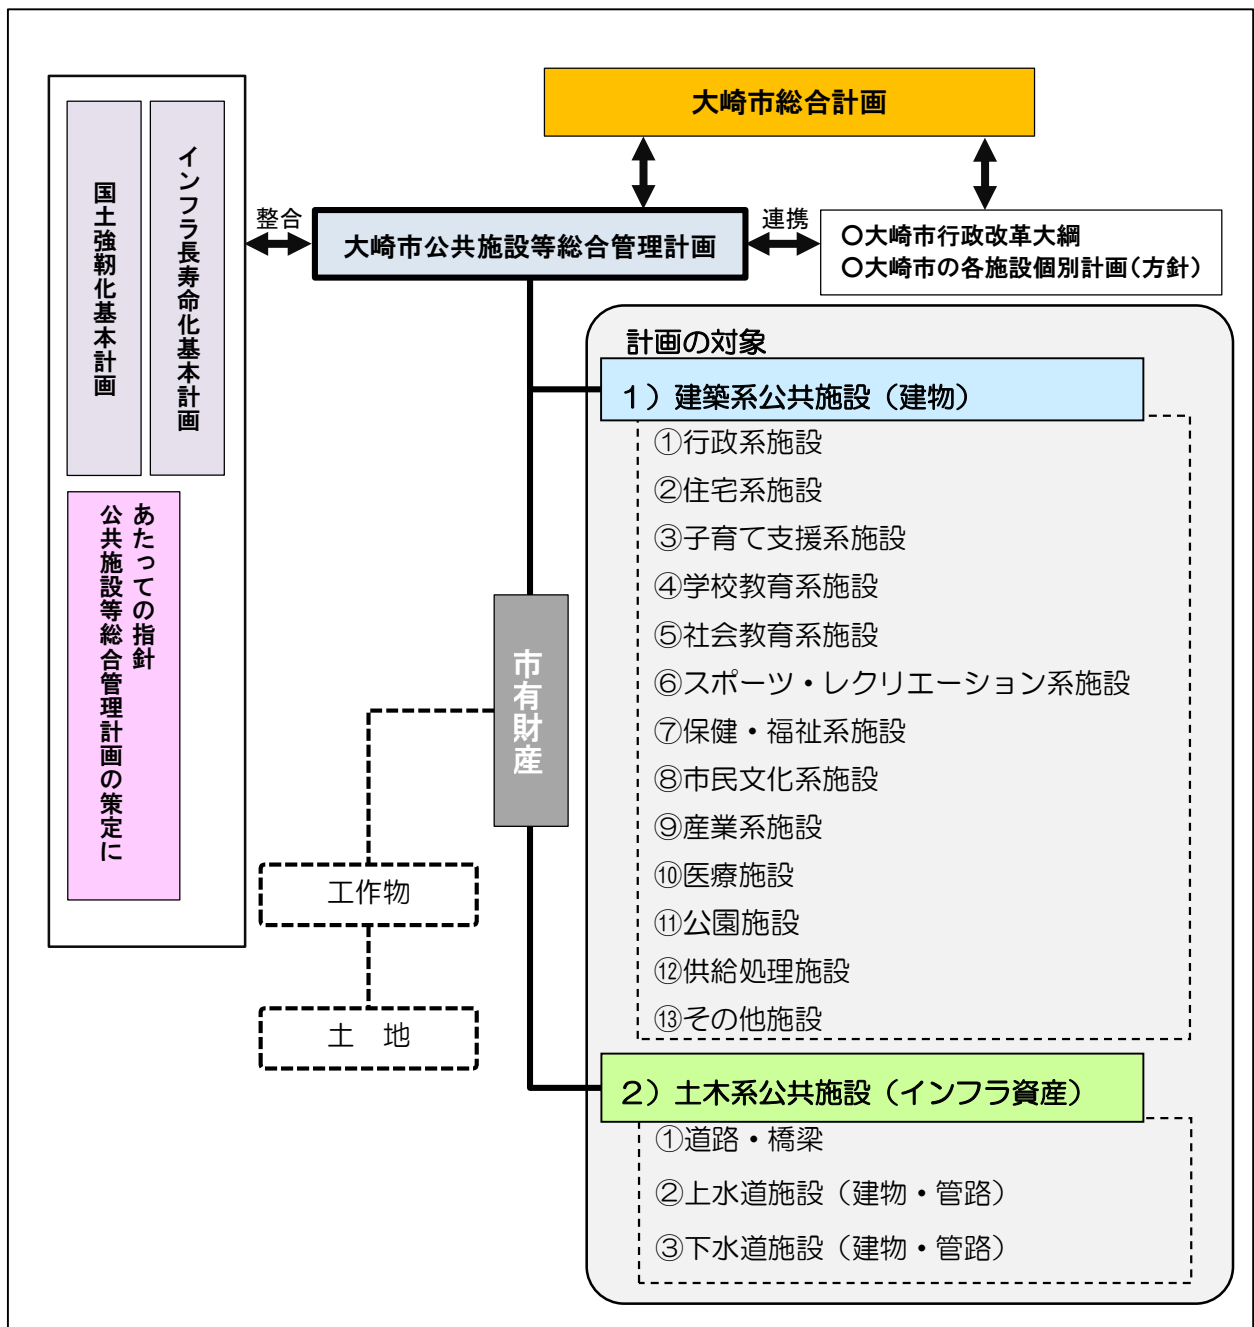 大崎市総合計画
国土強靭化基本計画
インフラ長寿命化基本計画
公共施設等総合管理計画の策定に
あたっての指針
整合
大崎市公共施設等総合管理計画
連携
〇大崎市行政改革大綱
〇大崎市の各施設個別計画(方針)
計画の対象
1)建築系公共施設(建物)
①行政系施設
②住宅系施設
③子育て支援系施設
④学校教育系施設
⑤社会教育系施設
⑥スポーツ・レクリエーション系施設
⑦保健・福祉系施設
⑧市民文化系施設
⑨産業系施設
⑩医療施設
⑪公園施設
⑫供給処理施設
⑬その他施設
市有財産
工作物
土 地
2)土木系公共施設(インフラ資産)
①道路・橋梁
②上水道施設(建物・管路)
③下水道施設(建物・管路)